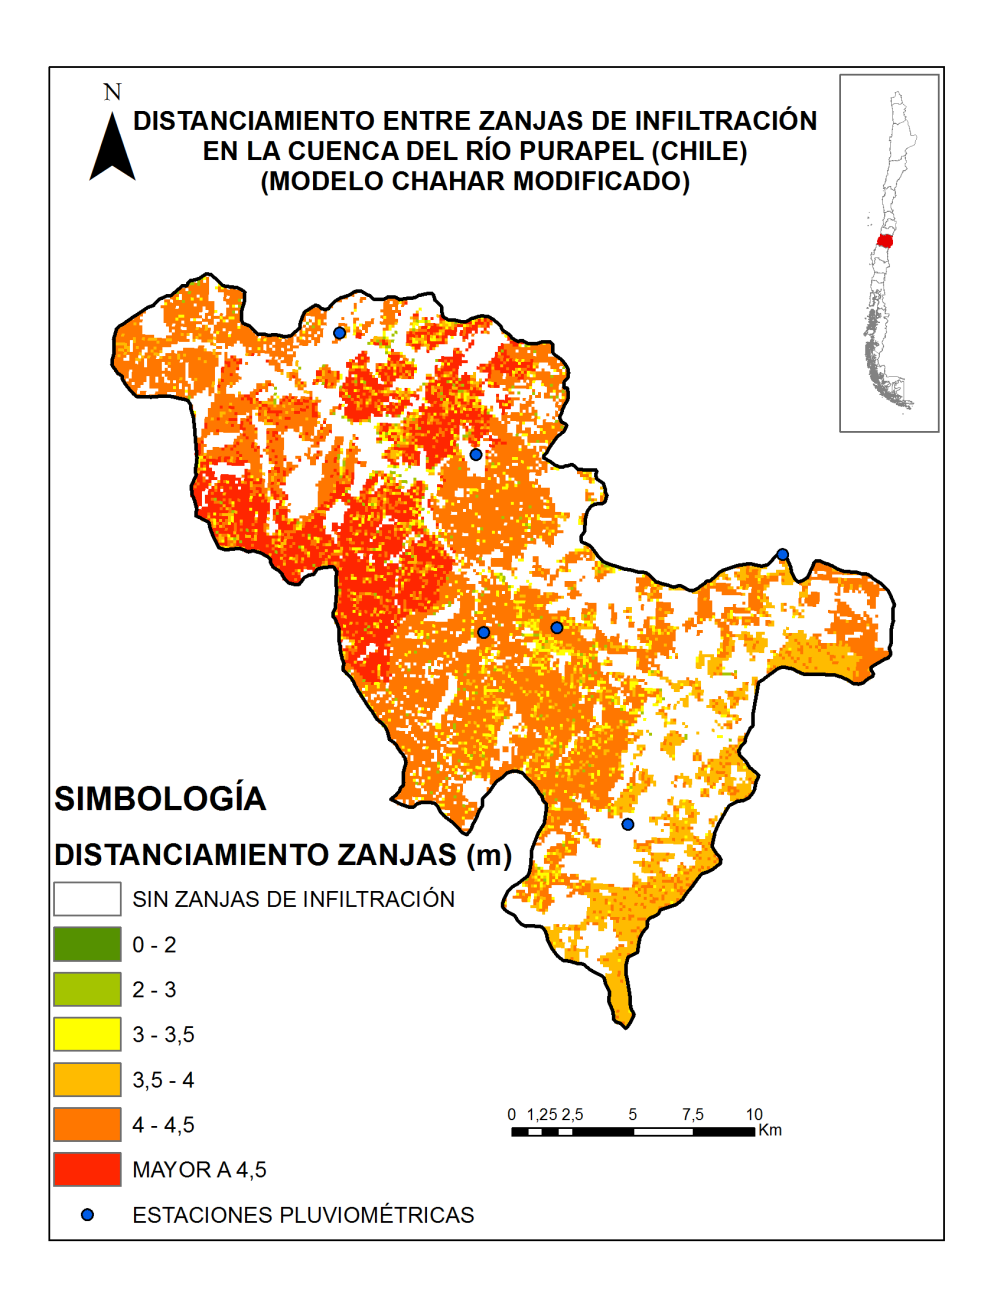 N
DISTANCIAMIENTO ENTRE ZANJAS DE INFILTRACIÓN
EN LA CUENCA DEL RÍO PURAPEL (CHILE)
(MODELO CHAHAR MODIFICADO)
SIMBOLOGÍA
DISTANCIAMIENTO ZANJAS (m)
SIN ZANJAS DE INFILTRACIÓN
0 - 2
2 - 3
3 - 3,5
3,5 - 4
4 - 4,5
MAYOR A 4,5
ESTACIONES PLUVIOMÉTRICAS
0 1,25 2,5 5 7,5 10
Km